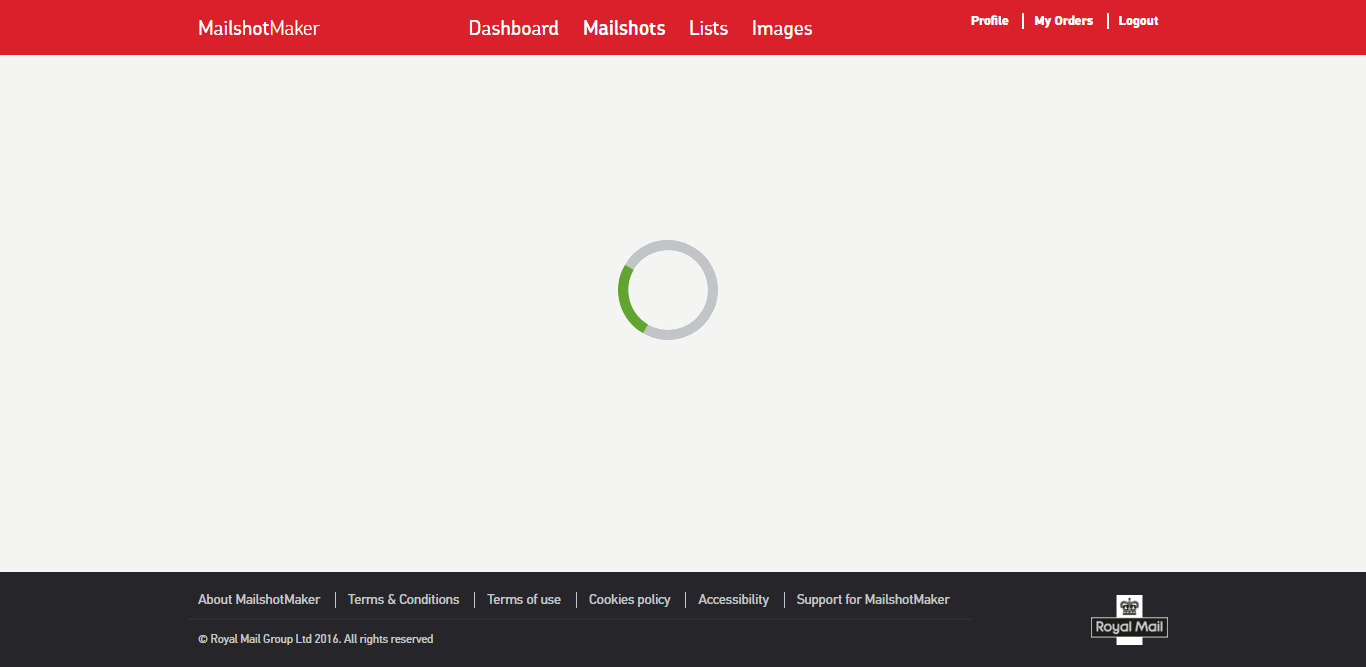 MailshotMaker
Dashboard Mailshots Lists Images
Profile My Orders Logout
About MailshotMaker Terms & Conditions Terms of use Cookies policy Accessibility Support for MailshotMaker
© Royal Mail Group Ltd 2016. All rights reserved
Royal Mail